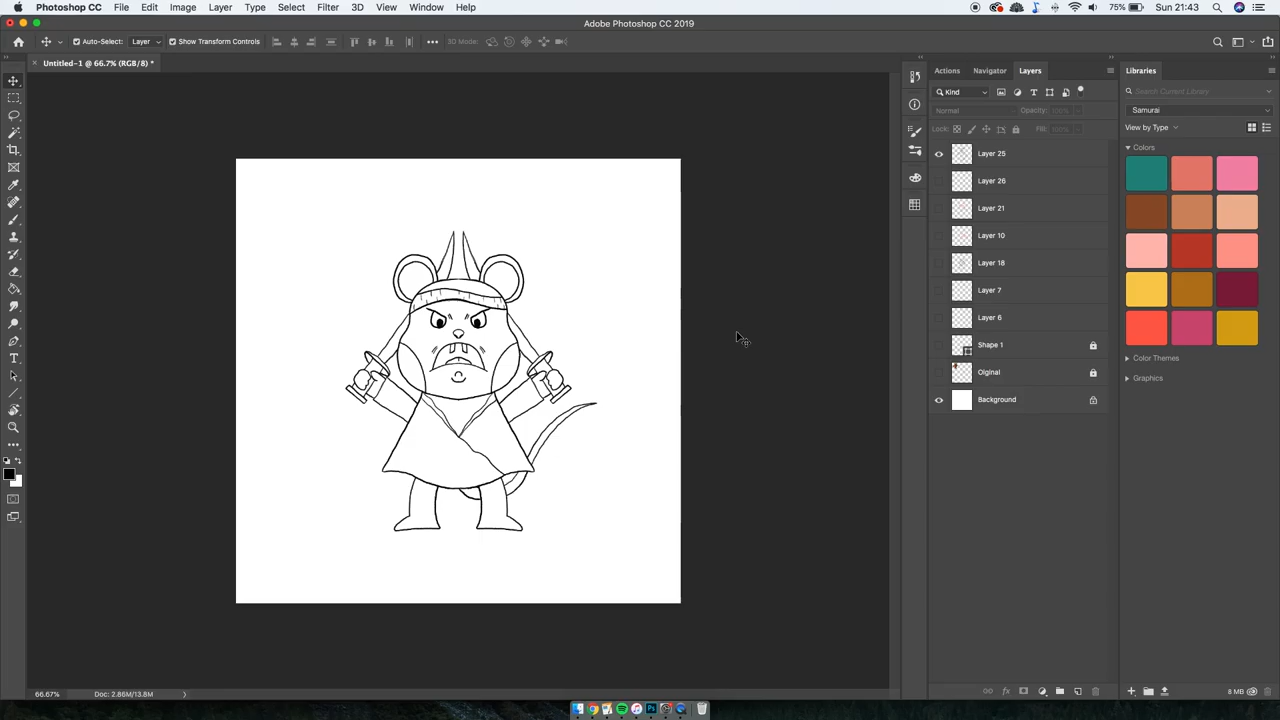 Photoshop CC File Edit Image Layer Type Select Filter 3D View Window Help 75% Sun 21:43
Adobe Photoshop CC 2019
Auto-Select: Layer Show Transform Controls 3D Mode:
Untitled-1 @ 66.7% (RGB/8) *
Actions Navigator Layers
Libraries
Kind
Search Current Library
Normal Opacity: 100%
Samurai
Lock: Fill: 100%
View by Type
Colors
Layer 25
Layer 26
Layer 21
Layer 10
Layer 18
Layer 7
Layer 6
Shape 1
Olginal
Background
Color Themes
Graphics
66.67% Doc: 2.86M/13.8M
8 MB